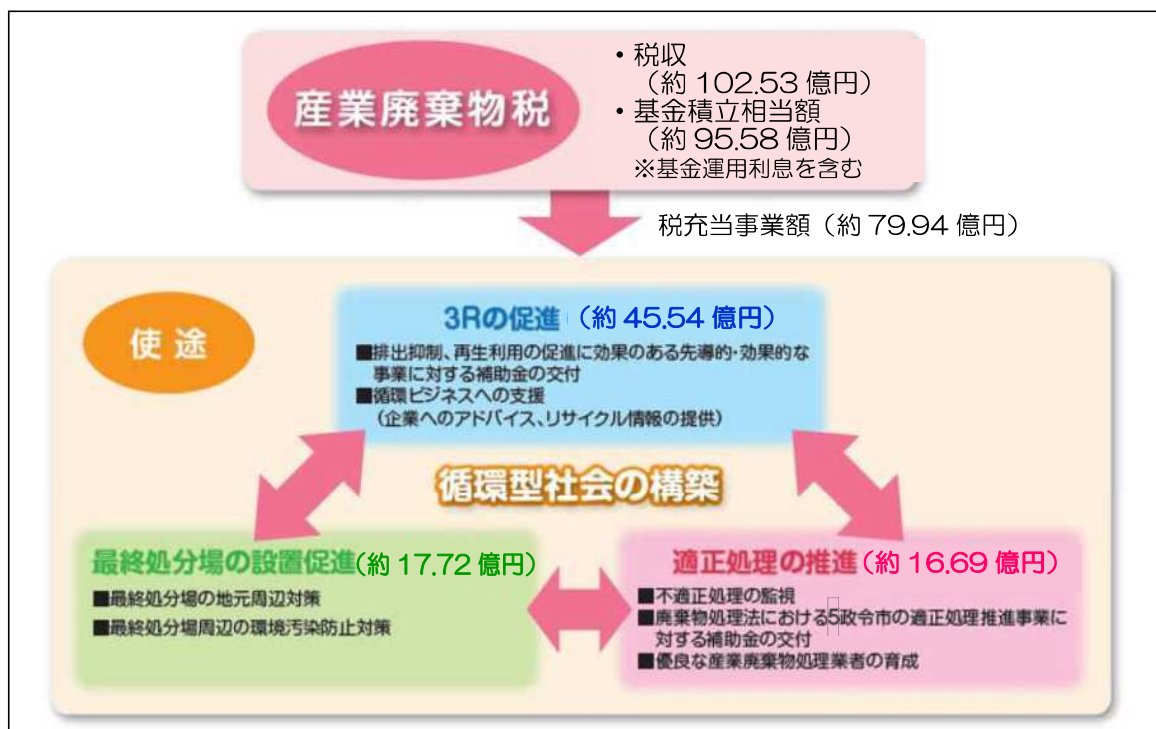 産業廃棄物税
・税収
（約 102.53 億円）
・基金積立相当額
（約 95.58 億円）
※基金運用利息を含む
税充当事業額（約 79.94 億円）
使途
3Rの促進（約 45.54 億円）
■排出抑制、再生利用の促進に効果のある先導的・効果的な
事業に対する補助金の交付
■循環ビジネスへの支援
（企業へのアドバイス、リサイクル情報の提供）
循環型社会の構築
最終処分場の設置促進（約 17.72 億円）
■最終処分場の地元周辺対策
■最終処分場周辺の環境汚染防止対策
適正処理の推進（約 16.69 億円）
■不適正処理の監視
■廃棄物処理法における5政令市の適正処理推進事業に
対する補助金の交付
■優良な産業廃棄物処理業者の育成